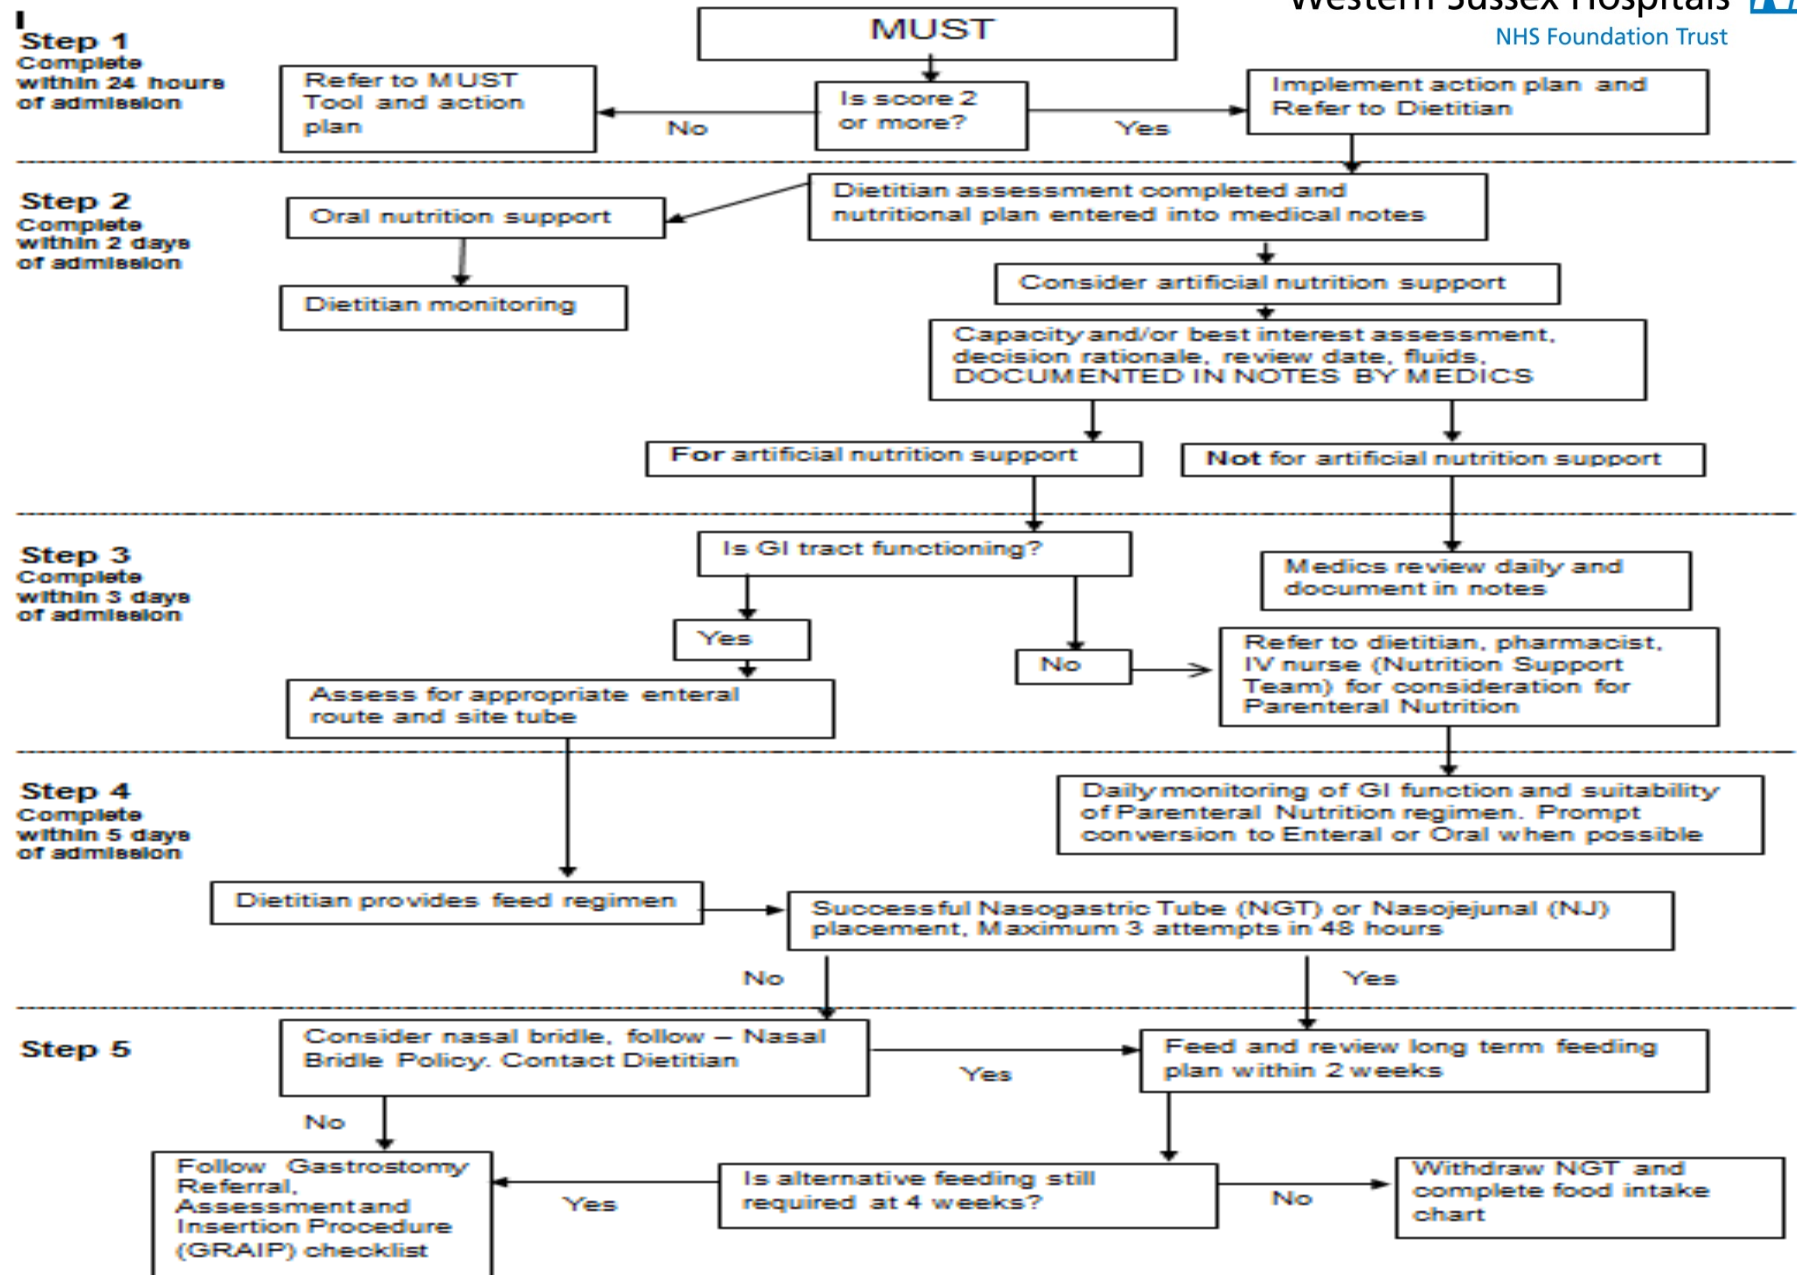 Western Sussex Hospitals
NHS Foundation Trust
MUST
Step 1
Complete
within 24 hours
of admission
Refer to MUST
Tool and action
plan
No
Is score 2
or more?
Yes
Implement action plan and
Refer to Dietitian
Step 2
Complete
within 2 days
of admission
Oral nutrition support
Dietitian monitoring
Dietitian assessment completed and
nutritional plan entered into medical notes
Consider artificial nutrition support
Capacity and/or best interest assessment,
decision rationale, review date, fluids,
DOCUMENTED IN NOTES BY MEDICS
For artificial nutrition support
Not for artificial nutrition support
Step 3
Complete
within 3 days
of admission
Is GI tract functioning?
Yes
No
Medics review daily and
document in notes
Assess for appropriate enteral
route and site tube
Refer to dietitian, pharmacist,
IV nurse (Nutrition Support
Team) for consideration for
Parenteral Nutrition
Step 4
Complete
within 5 days
of admission
Daily monitoring of GI function and suitability
of Parenteral Nutrition regimen. Prompt
conversion to Enteral or Oral when possible
Dietitian provides feed regimen
Successful Nasogastric Tube (NGT) or Nasojejunal (NJ)
placement, Maximum 3 attempts in 48 hours
No
Yes
Step 5
Consider nasal bridle, follow – Nasal
Bridle Policy. Contact Dietitian
Yes
Feed and review long term feeding
plan within 2 weeks
No
Follow Gastrostomy
Referral,
Assessment and
Insertion Procedure
(GRAIP) checklist
Yes
Is alternative feeding still
required at 4 weeks?
No
Withdraw NGT and
complete food intake
chart